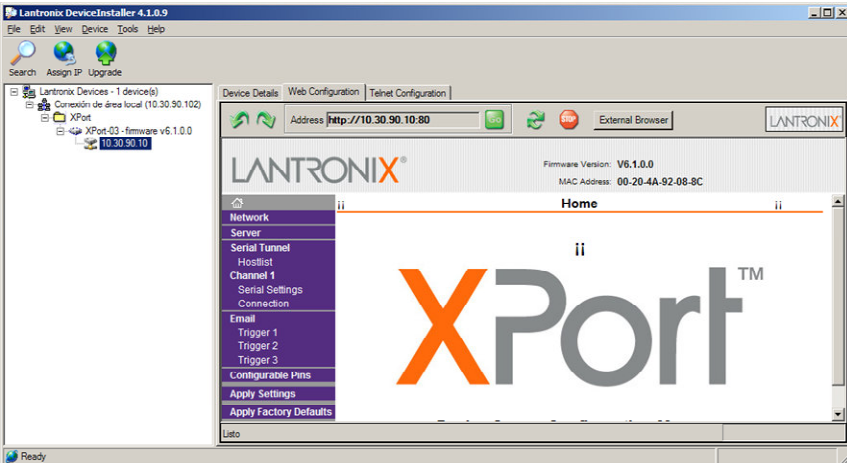 Lantronix DeviceInstaller 4.1.0.9
File Edit View Device Tools Help
Search Assign IP Upgrade
Lantronix Devices - 1 device(s)
Conexión de área local (10.30.90.102)
XPort
XPort-03 - firmware v6.1.0.0
10.30.90.10
Device Details Web Configuration Telnet Configuration
Address http://10.30.90.10:80 Go STOP External Browser LANTRONIX
LANTRONIX®
Firmware Version: V6.1.0.0
MAC Address: 00-20-4A-92-08-8C
¡¡ Home ¡¡
Network
Server
Serial Tunnel
Hostlist
Channel 1
Serial Settings
Connection
Email
Trigger 1
Trigger 2
Trigger 3
Configurable Pins
Apply Settings
Apply Factory Defaults
¡¡
XPort™
Listo
Ready